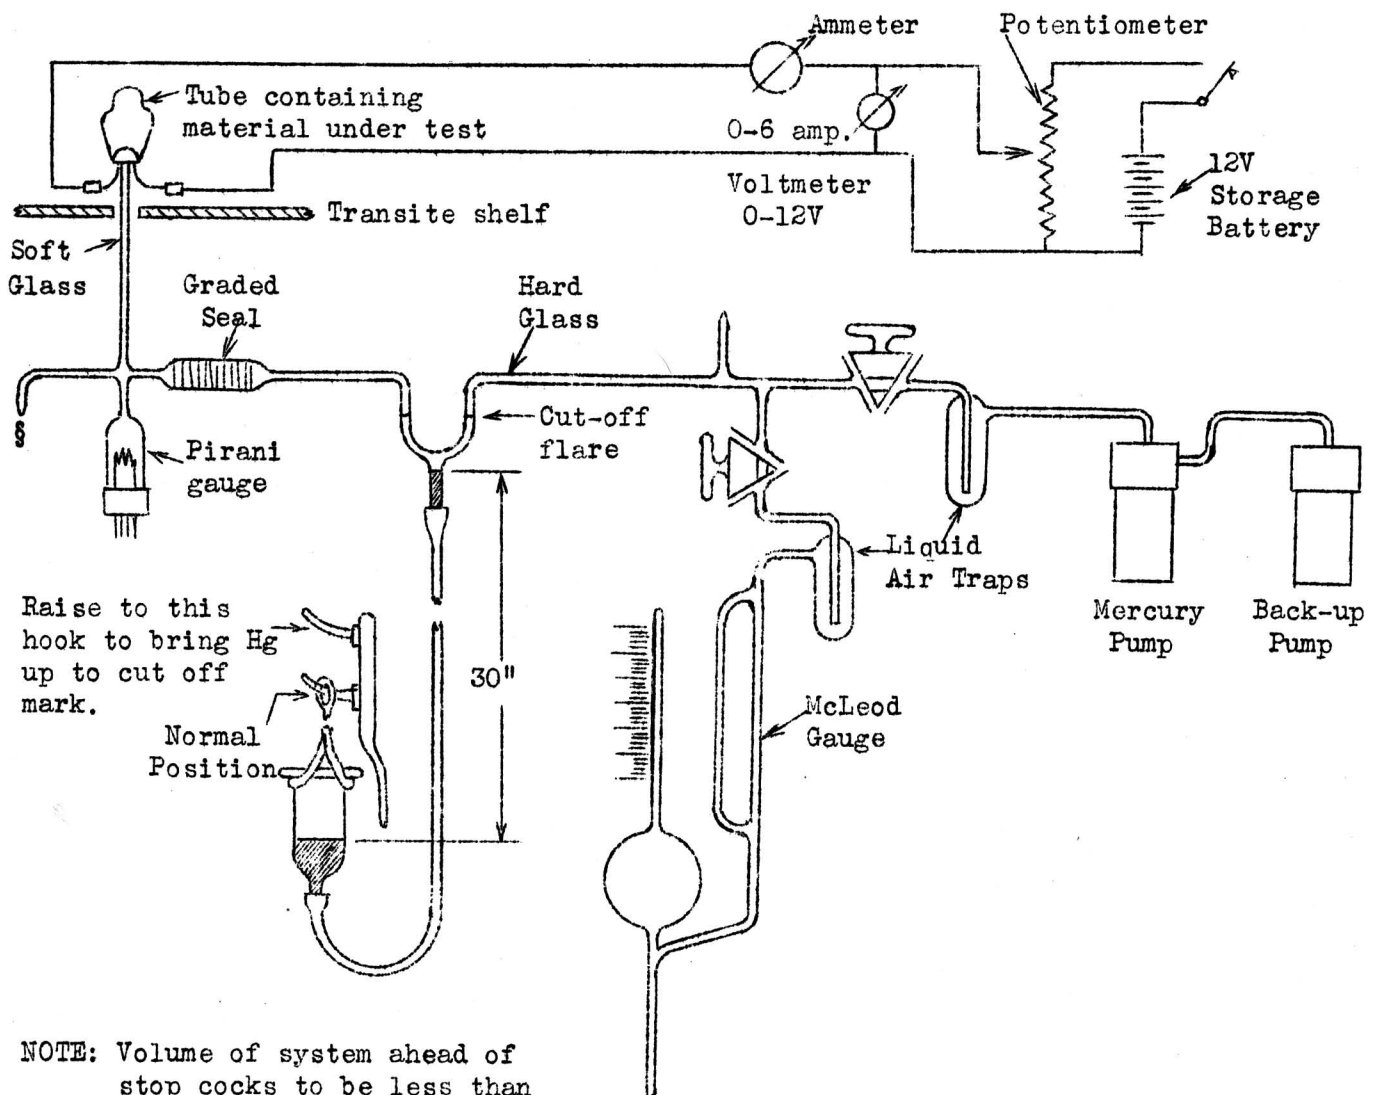 Ammeter
Potentiometer
Tube containing
material under test
0-6 amp.
12V
Storage
Battery
Voltmeter
0-12V
Transite shelf
Soft
Glass
Graded
Seal
Hard
Glass
Cut-off
flare
Pirani
gauge
Liquid
Air Traps
Mercury
Pump
Back-up
Pump
Raise to this
hook to bring Hg
up to cut off
mark.
30"
Normal
Position
McLeod
Gauge
NOTE: Volume of system ahead of
stop cocks to be less than